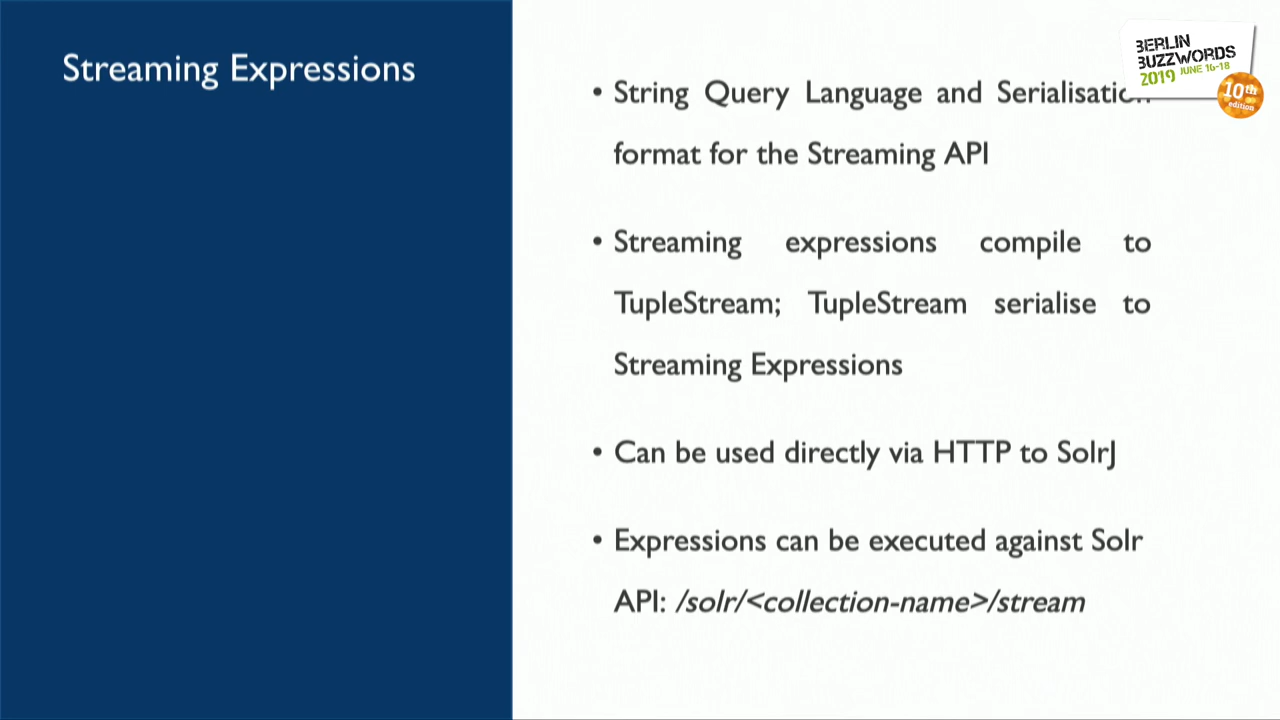 Streaming Expressions
BERLIN
BUZZWORDS
2019 JUNE 16-18
10th
edition
• String Query Language and Serialisation
format for the Streaming API
• Streaming expressions compile to
TupleStream; TupleStream serialise to
Streaming Expressions
• Can be used directly via HTTP to SolrJ
• Expressions can be executed against Solr
API: /solr/<collection-name>/stream